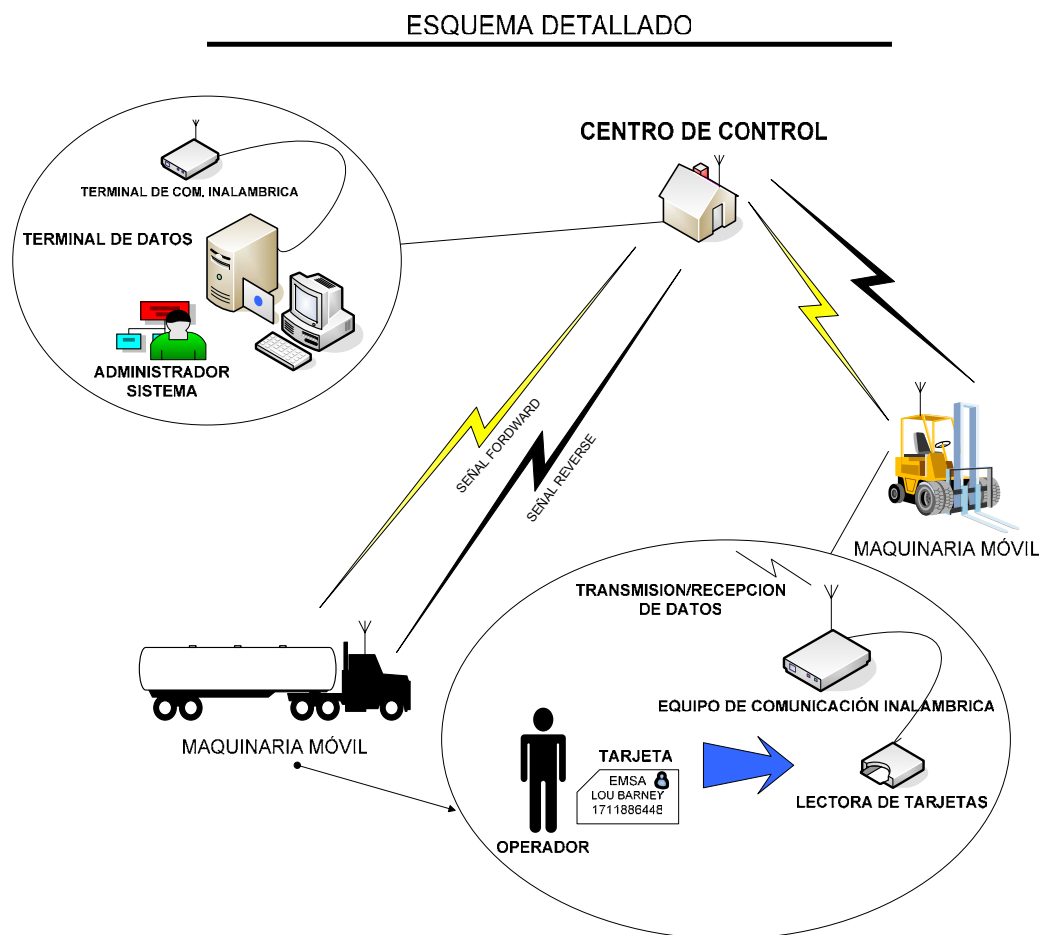 ESQUEMA DETALLADO
CENTRO DE CONTROL
TERMINAL DE COM. INALAMBRICA
TERMINAL DE DATOS
ADMINISTRADOR
SISTEMA
SEÑAL FORDWARD
SEÑAL REVERSE
MAQUINARIA MÓVIL
TRANSMISION/RECEPCION
DE DATOS
EQUIPO DE COMUNICACIÓN INALAMBRICA
MAQUINARIA MÓVIL
TARJETA
EMSA
LOU BARNEY
1711886448
LECTORA DE TARJETAS
OPERADOR